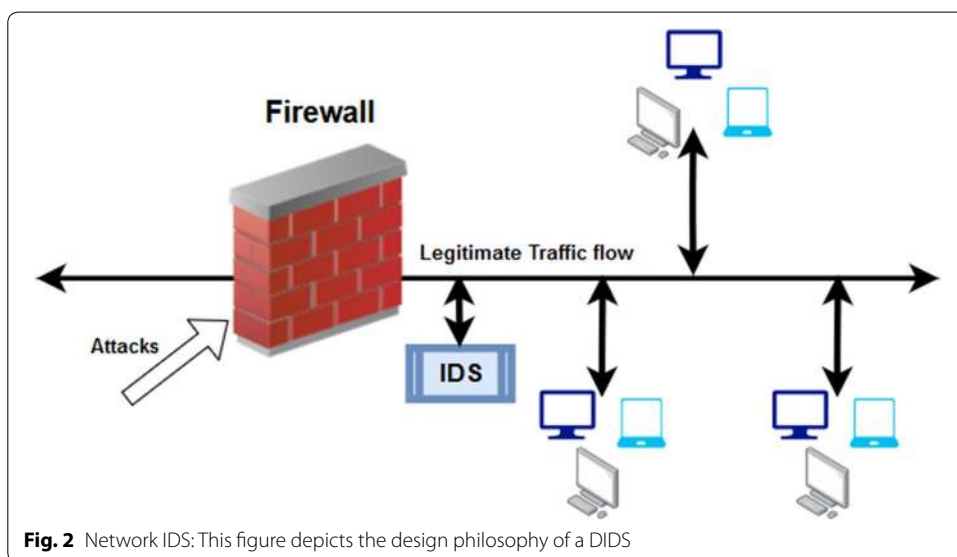 Firewall
Legitimate Traffic flow
Attacks
IDS
Fig. 2 Network IDS: This figure depicts the design philosophy of a DIDS